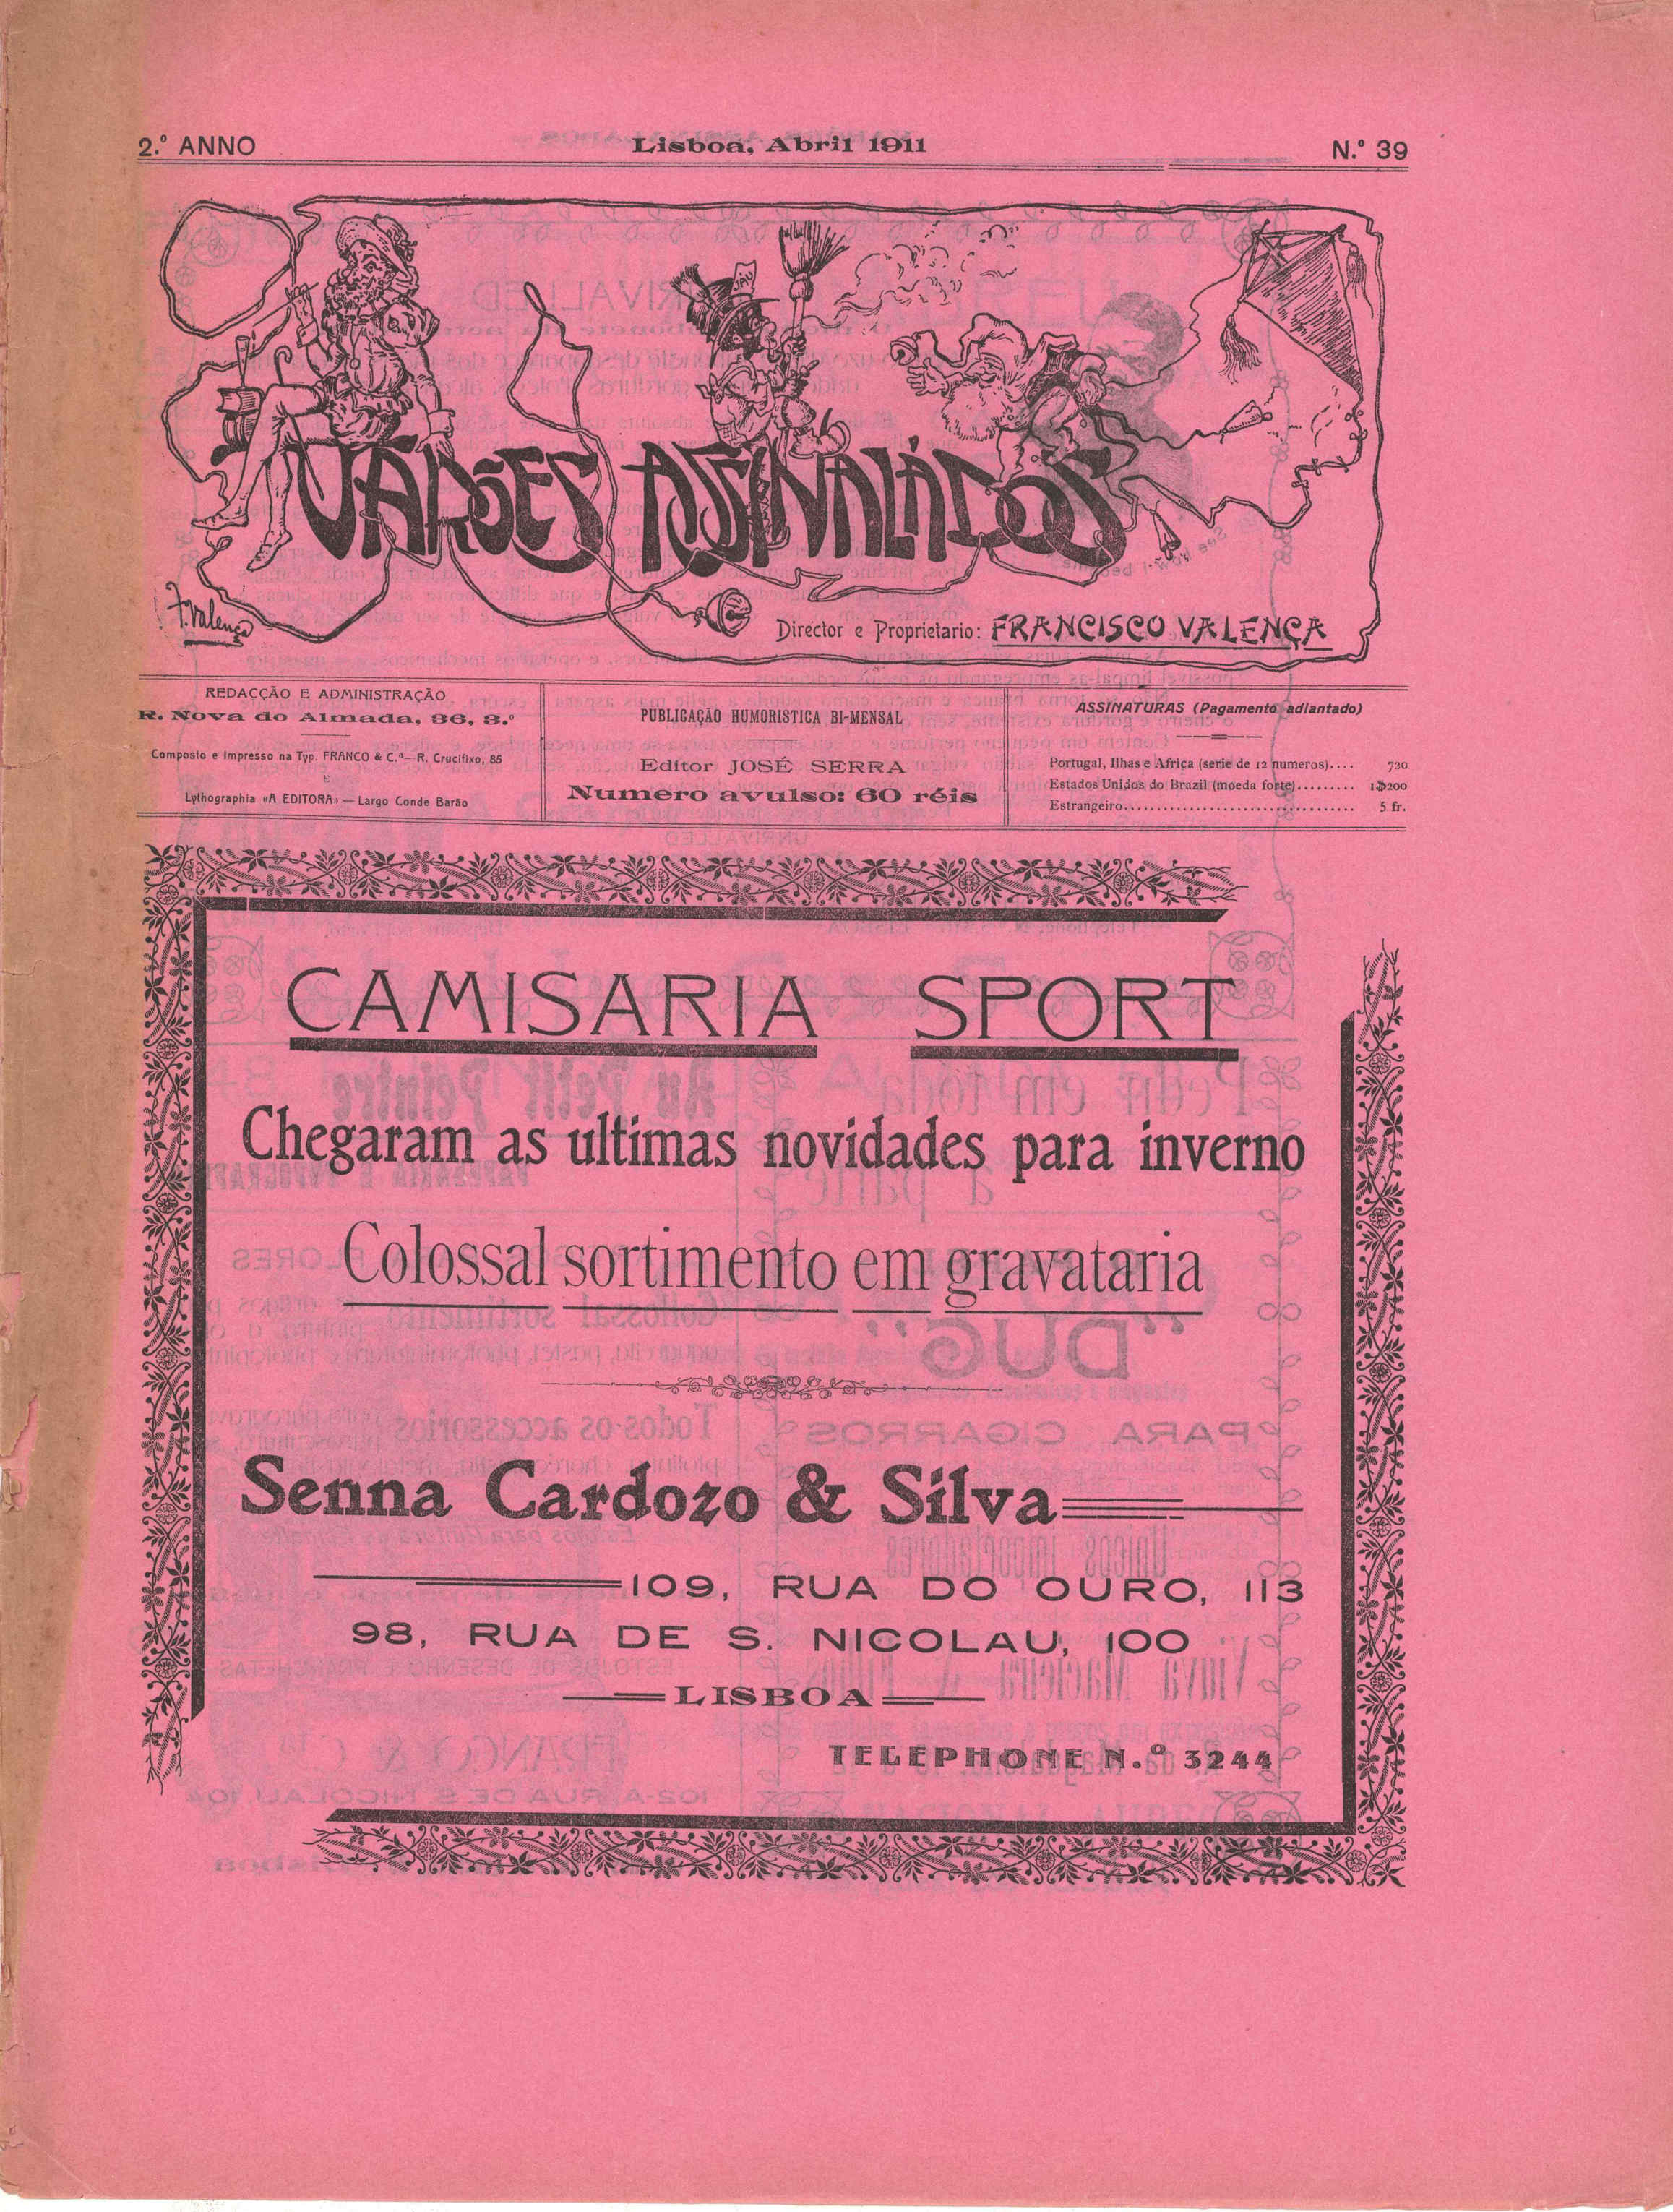 2.º ANNO
Lisboa, Abril 1911
N.º 39
VARÕES ASSINALÁDOS
F. Valença
Director e Proprietario: FRANCISCO VALENÇA
REDACÇÃO E ADMINISTRAÇÃO
R. Nova do Almada, 36, 3.º
Composto e impresso na Typ. FRANCO & C.ª — R. Crucifixo, 85
E
Lythographia «A EDITORA» — Largo Conde Barão
PUBLICAÇÃO HUMORISTICA BI-MENSAL
Editor JOSÉ SERRA
Numero avulso: 60 réis
ASSINATURAS (Pagamento adiantado)
Portugal, Ilhas e Africa (serie de 12 numeros).... 720
Estados Unidos do Brazil (moeda forte)......... 1$200
Estrangeiro.................................... 5 fr.
CAMISARIA SPORT
Chegaram as ultimas novidades para inverno
Colossal sortimento em gravataria
Senna Cardozo & Silva
109, RUA DO OURO, 113
98, RUA DE S. NICOLAU, 100
LISBOA
TELEPHONE N.º 3244